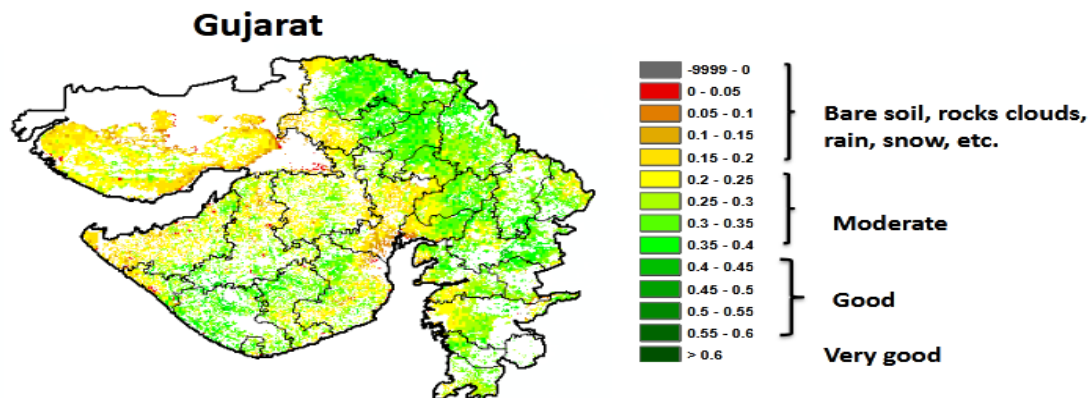 Gujarat
-9999 - 0
0 - 0.05
0.05 - 0.1
0.1 - 0.15
0.15 - 0.2
Bare soil, rocks clouds,
rain, snow, etc.
0.2 - 0.25
0.25 - 0.3
0.3 - 0.35
0.35 - 0.4
Moderate
0.4 - 0.45
0.45 - 0.5
0.5 - 0.55
0.55 - 0.6
Good
> 0.6
Very good